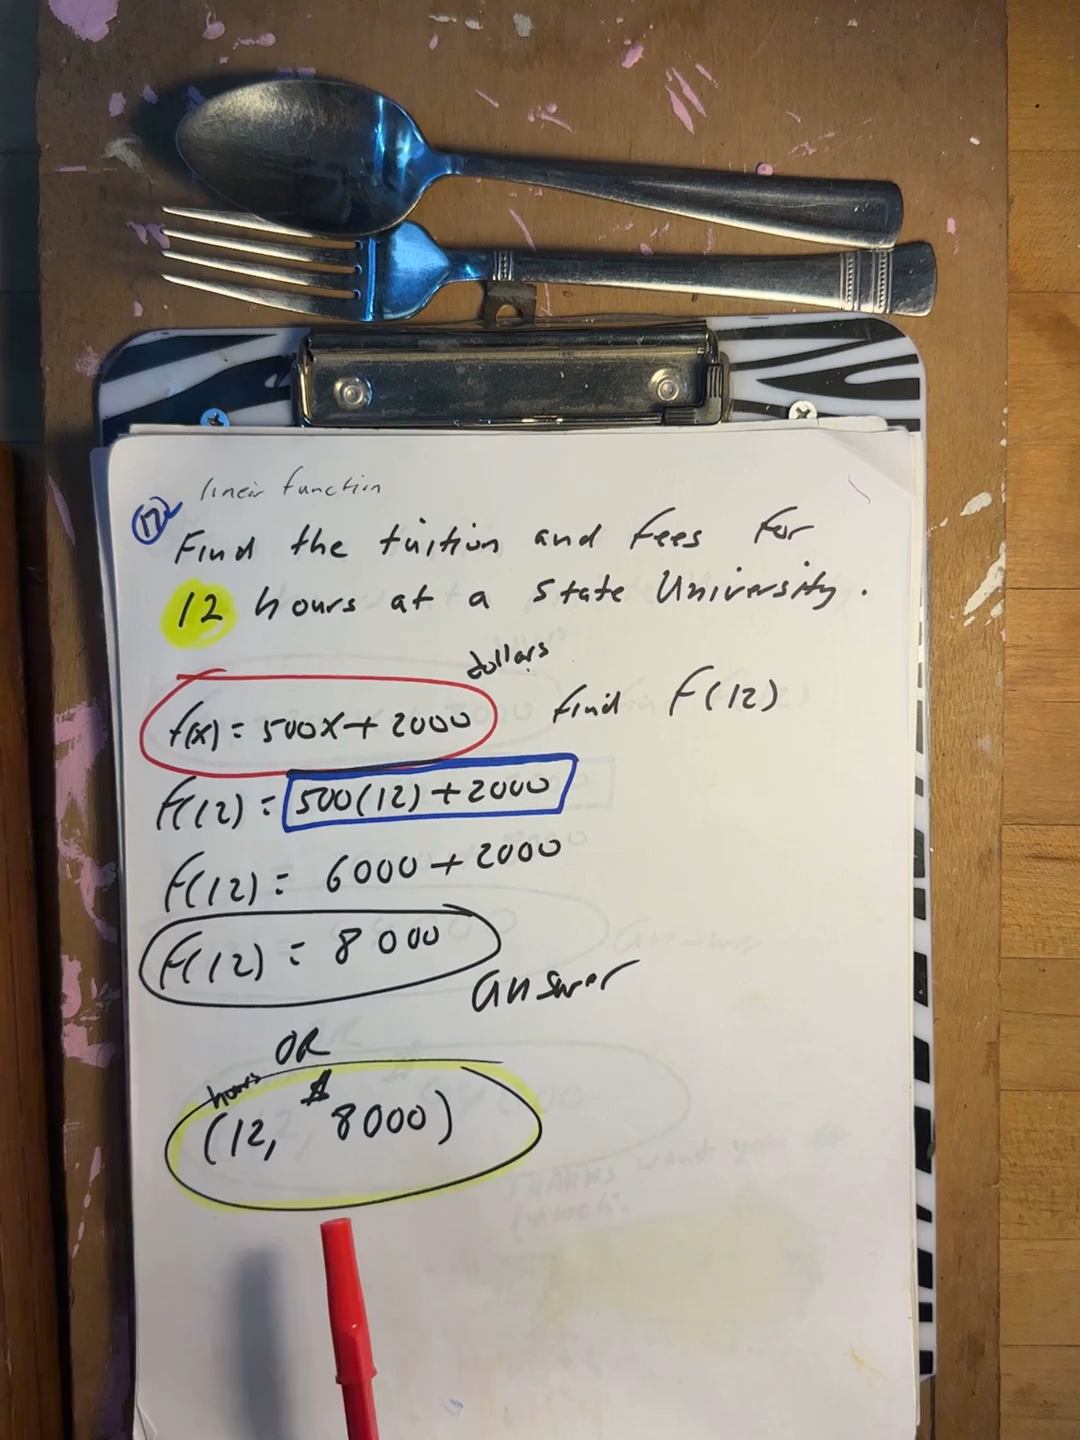 linear function
17 Find the tuition and fees for
12 hours at a State University.
dollars
f(x) = 500x + 2000 find f(12)
f(12) = 500(12) + 2000
f(12) = 6000 + 2000
f(12) = 8000
answer
OR
hours $
(12, 8000)